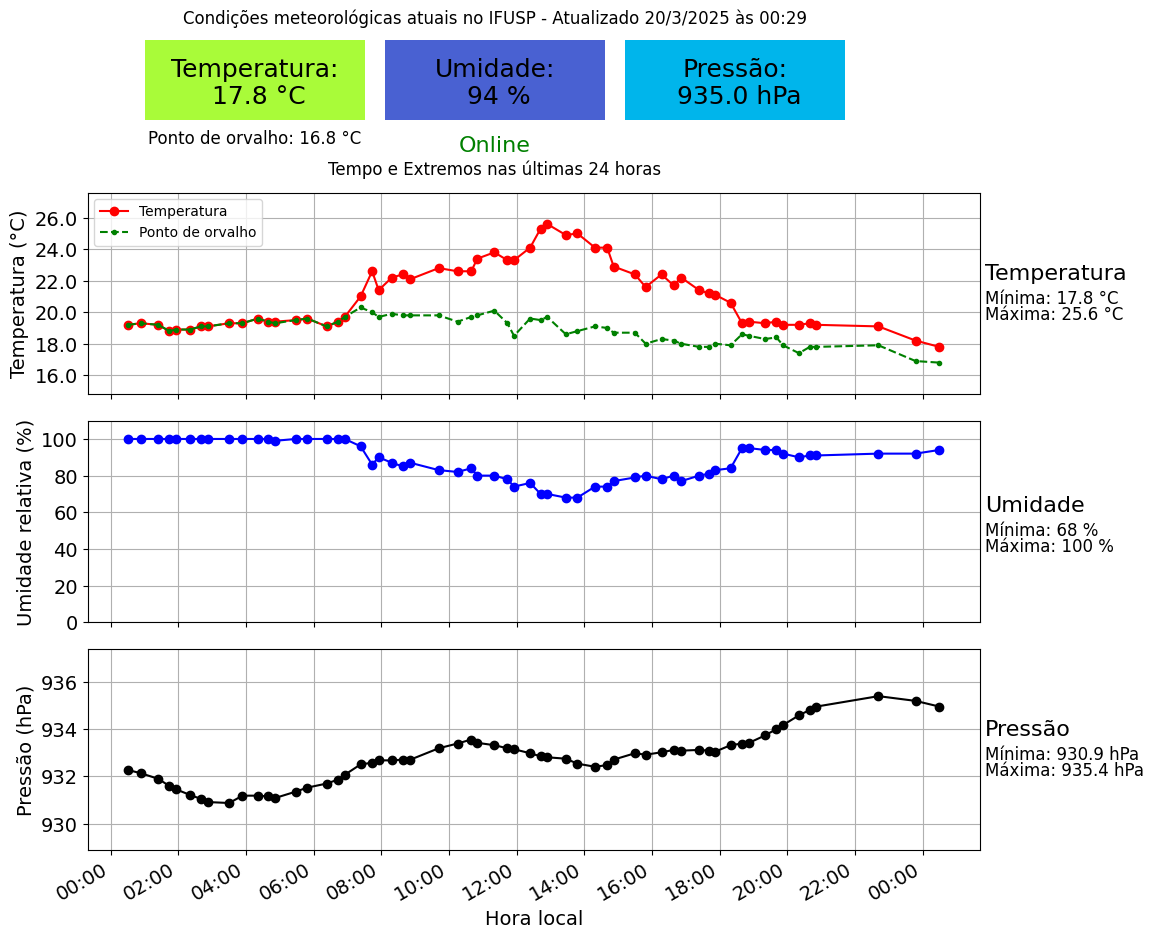 Condições meteorológicas atuais no IFUSP - Atualizado 20/3/2025 às 00:29
Temperatura:
17.8 °C
Umidade:
94 %
Pressão:
935.0 hPa
Ponto de orvalho: 16.8 °C
Online
Tempo e Extremos nas últimas 24 horas
Temperatura (°C)
26.0
24.0
22.0
20.0
18.0
16.0
Temperatura
Ponto de orvalho
Temperatura
Mínima: 17.8 °C
Máxima: 25.6 °C
Umidade relativa (%)
100
80
60
40
20
0
Umidade
Mínima: 68 %
Máxima: 100 %
Pressão (hPa)
936
934
932
930
Pressão
Mínima: 930.9 hPa
Máxima: 935.4 hPa
00:00 02:00 04:00 06:00 08:00 10:00 12:00 14:00 16:00 18:00 20:00 22:00 00:00
Hora local